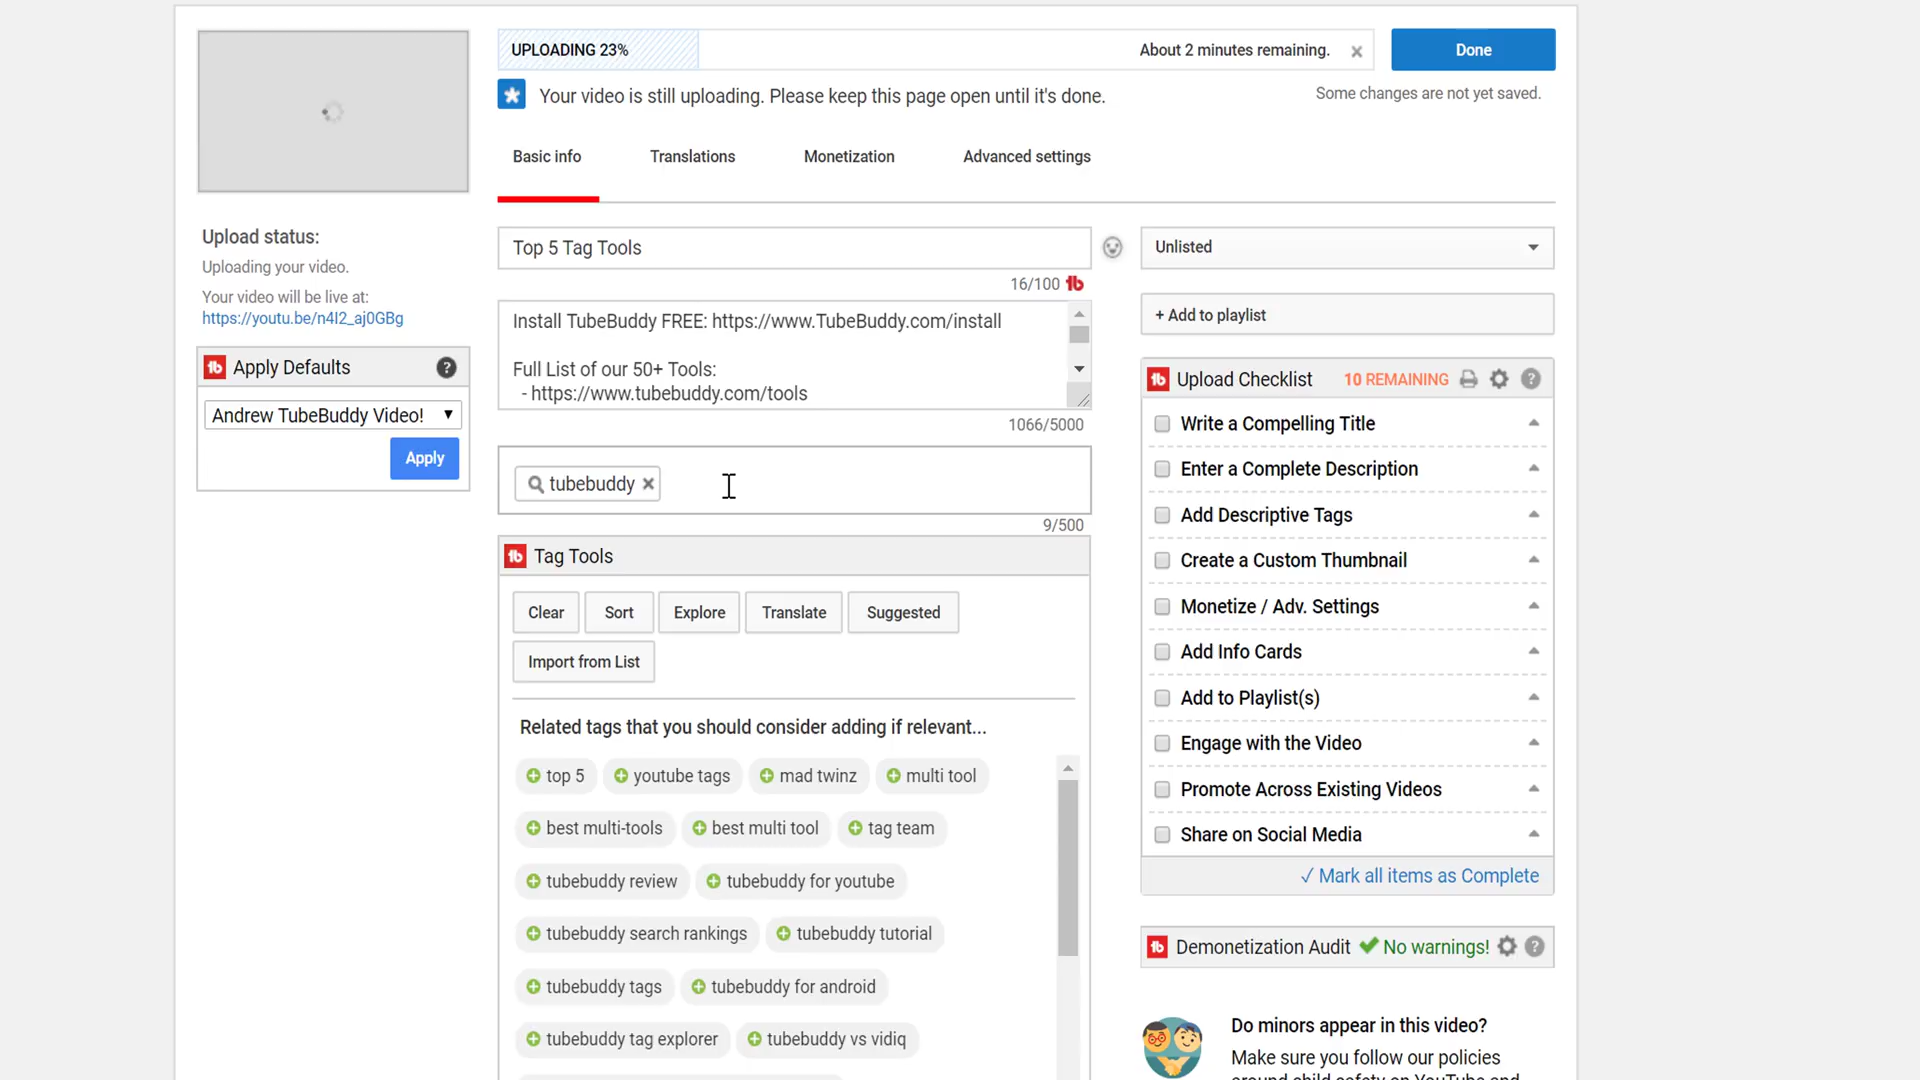 UPLOADING 23%
About 2 minutes remaining.
Done
Your video is still uploading. Please keep this page open until it's done.
Some changes are not yet saved.
Basic info
Translations
Monetization
Advanced settings
Upload status:
Uploading your video.
Your video will be live at:
https://youtu.be/n4I2_aj0GBg
Apply Defaults
Andrew TubeBuddy Video!
Apply
Top 5 Tag Tools
16/100
Install TubeBuddy FREE: https://www.TubeBuddy.com/install
Full List of our 50+ Tools:
- https://www.tubebuddy.com/tools
1066/5000
tubebuddy
9/500
Tag Tools
Clear
Sort
Explore
Translate
Suggested
Import from List
Related tags that you should consider adding if relevant...
top 5
youtube tags
mad twinz
multi tool
best multi-tools
best multi tool
tag team
tubebuddy review
tubebuddy for youtube
tubebuddy search rankings
tubebuddy tutorial
tubebuddy tags
tubebuddy for android
tubebuddy tag explorer
tubebuddy vs vidiq
Unlisted
+ Add to playlist
Upload Checklist
10 REMAINING
Write a Compelling Title
Enter a Complete Description
Add Descriptive Tags
Create a Custom Thumbnail
Monetize / Adv. Settings
Add Info Cards
Add to Playlist(s)
Engage with the Video
Promote Across Existing Videos
Share on Social Media
✓ Mark all items as Complete
Demonetization Audit
No warnings!
Do minors appear in this video?
Make sure you follow our policies
around child safety on YouTube and